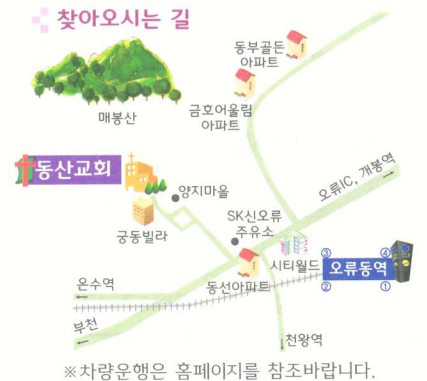 찾아오시는 길
동부골든
아파트
매봉산
금호어울림
아파트
동산교회
양지마을
오류IC, 개봉역
궁동빌라
SK신오류
주유소
시티월드
③
④
오류동역
②
①
온수역
동선아파트
부천
천왕역
※차량운행은 홈페이지를 참조바랍니다.